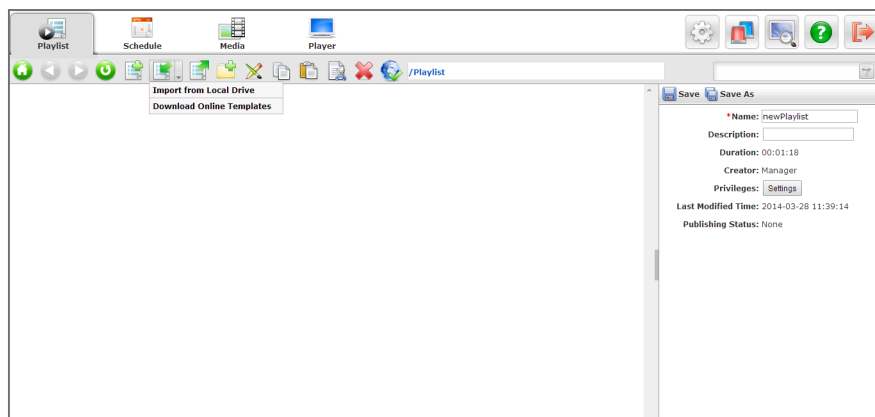 Playlist Schedule Media Player
/Playlist
Import from Local Drive
Download Online Templates
Save Save As
*Name: newPlaylist
Description:
Duration: 00:01:18
Creator: Manager
Privileges: Settings
Last Modified Time: 2014-03-28 11:39:14
Publishing Status: None